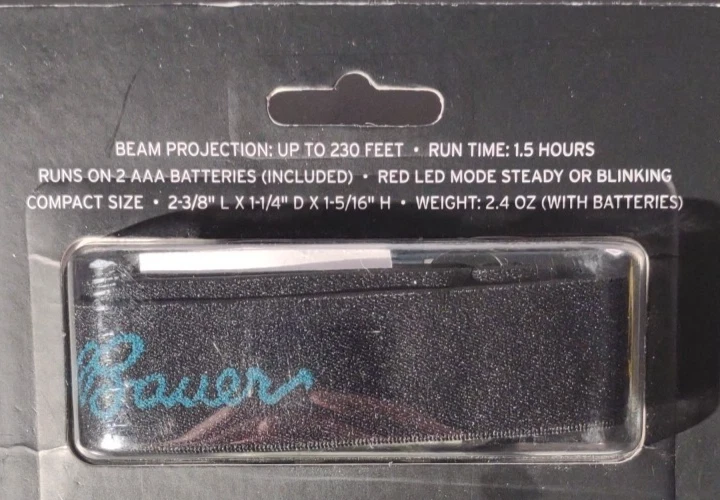 BEAM PROJECTION: UP TO 230 FEET • RUN TIME: 1.5 HOURS
RUNS ON 2 AAA BATTERIES (INCLUDED) • RED LED MODE STEADY OR BLINKING
COMPACT SIZE • 2-3/8" L X 1-1/4" D X 1-5/16" H • WEIGHT: 2.4 OZ (WITH BATTERIES)
Bauer